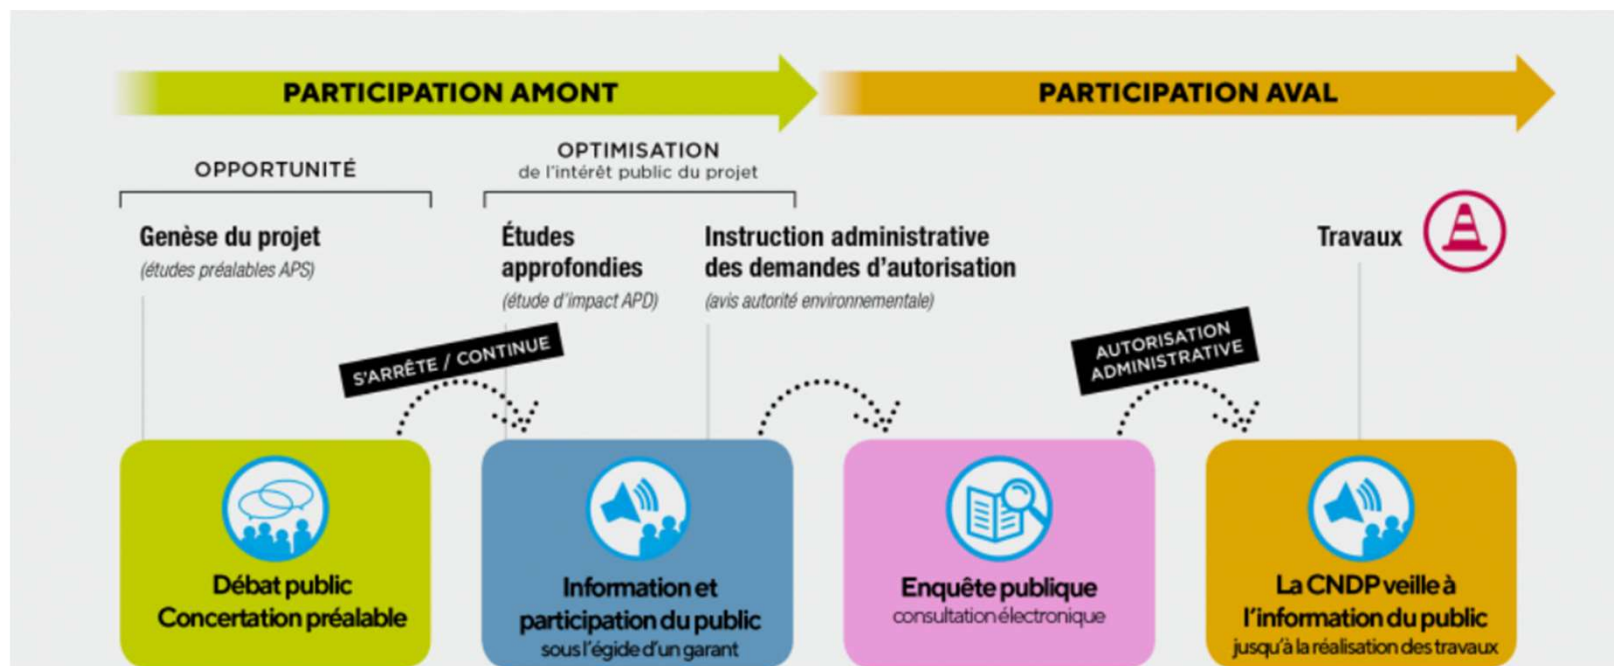 PARTICIPATION AMONT
PARTICIPATION AVAL
OPPORTUNITÉ
OPTIMISATION
de l'intérêt public du projet
Genèse du projet
(études préalables APS)
Études
approfondies
(étude d'impact APD)
Instruction administrative
des demandes d'autorisation
(avis autorité environnementale)
Travaux
S'ARRÊTE / CONTINUE
AUTORISATION
ADMINISTRATIVE
Débat public
Concertation préalable
Information et
participation du public
sous l'égide d'un garant
Enquête publique
consultation électronique
La CNDP veille à
l'information du public
jusqu'à la réalisation des travaux